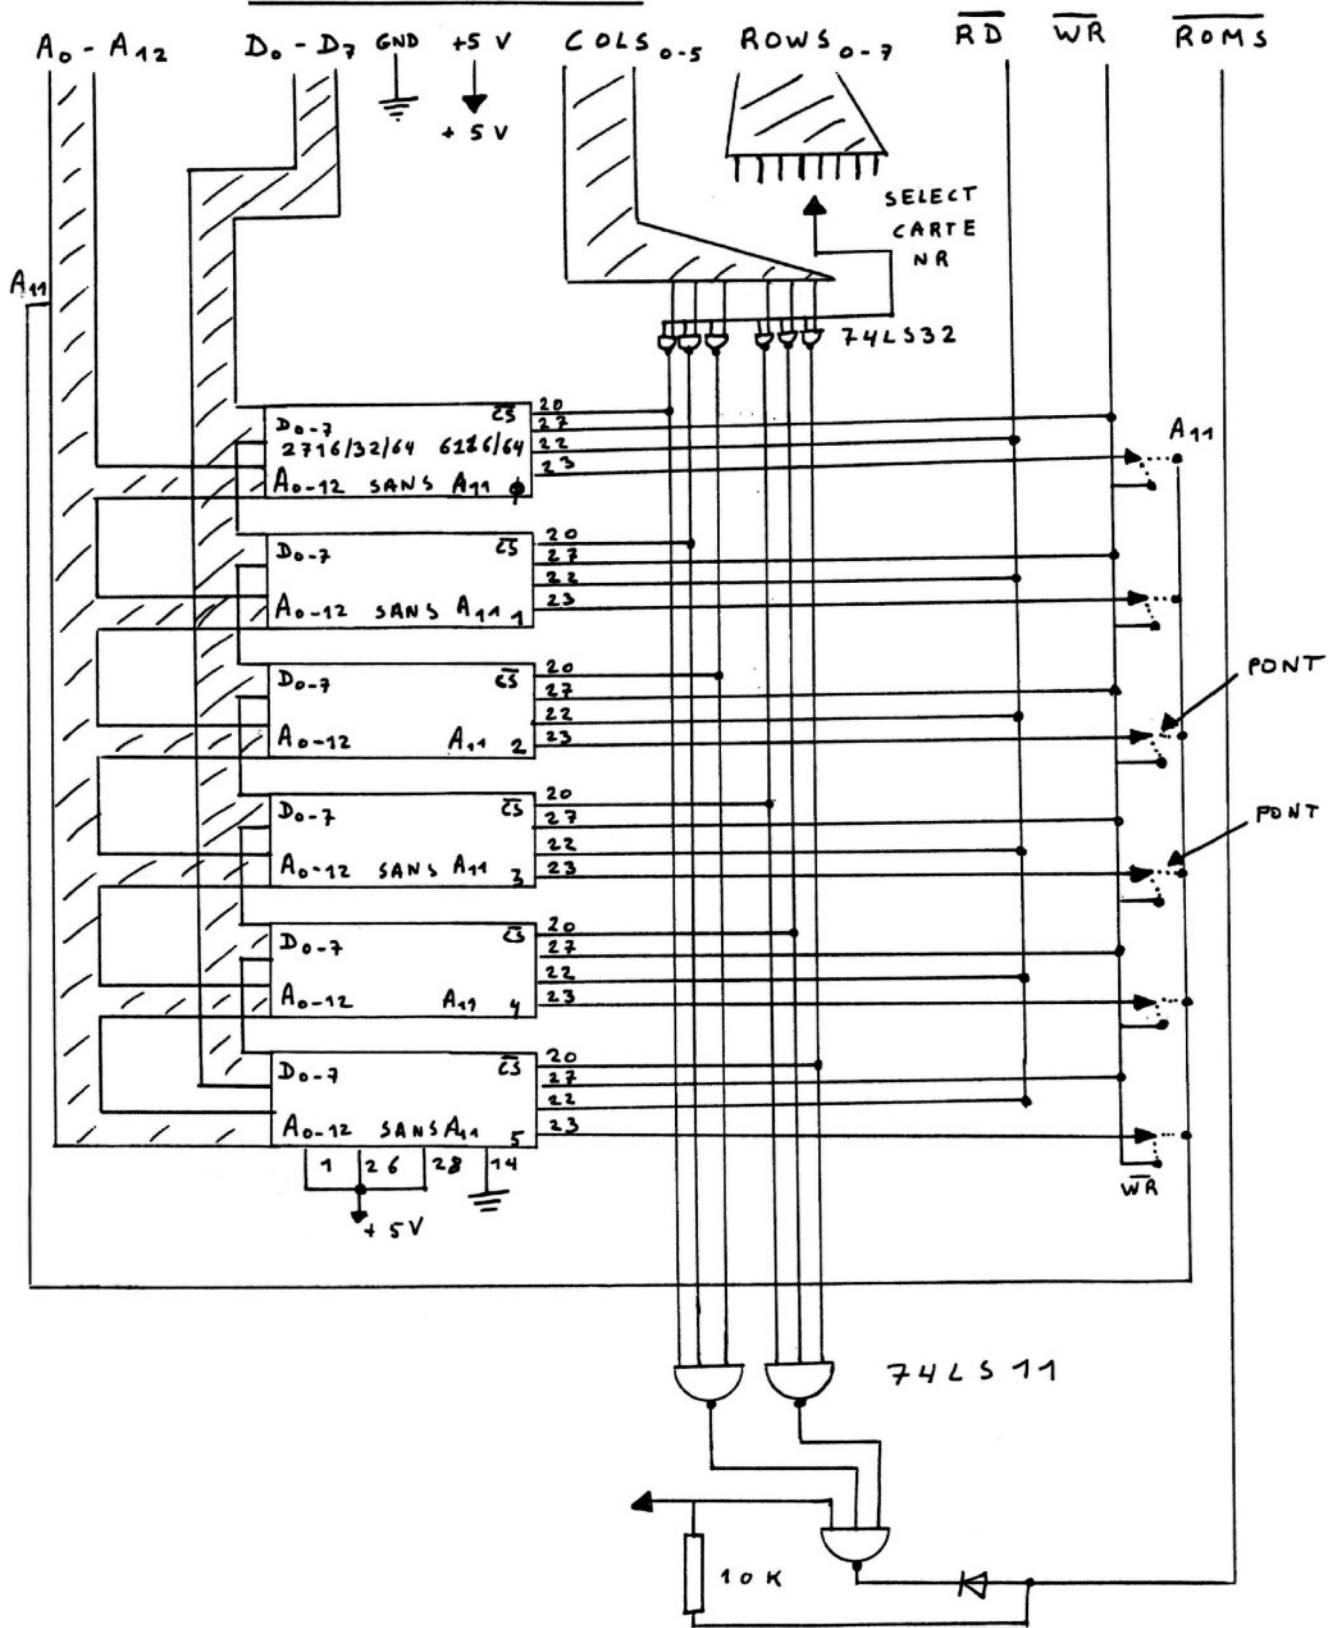 A0 - A12 D0 - D7 GND +5 V COLS0-5 ROWS0-7 RD WR ROMS
+ 5 V
SELECT
CARTE
NR
A11
74LS32
D0-7 CS 20
27
2716/32/64 6116/64 22
23
A0-12 SANS A11 0
A11
D0-7 CS 20
27
22
A0-12 SANS A11 1 23
PONT
D0-7 CS 20
27
22
A0-12 A11 2 23
PONT
D0-7 CS 20
27
22
A0-12 SANS A11 3 23
D0-7 CS 20
27
22
A0-12 A11 4 23
D0-7 CS 20
27
22
A0-12 SANS A11 5 23
1 26 28 14
WR
+ 5V
74LS11
10K